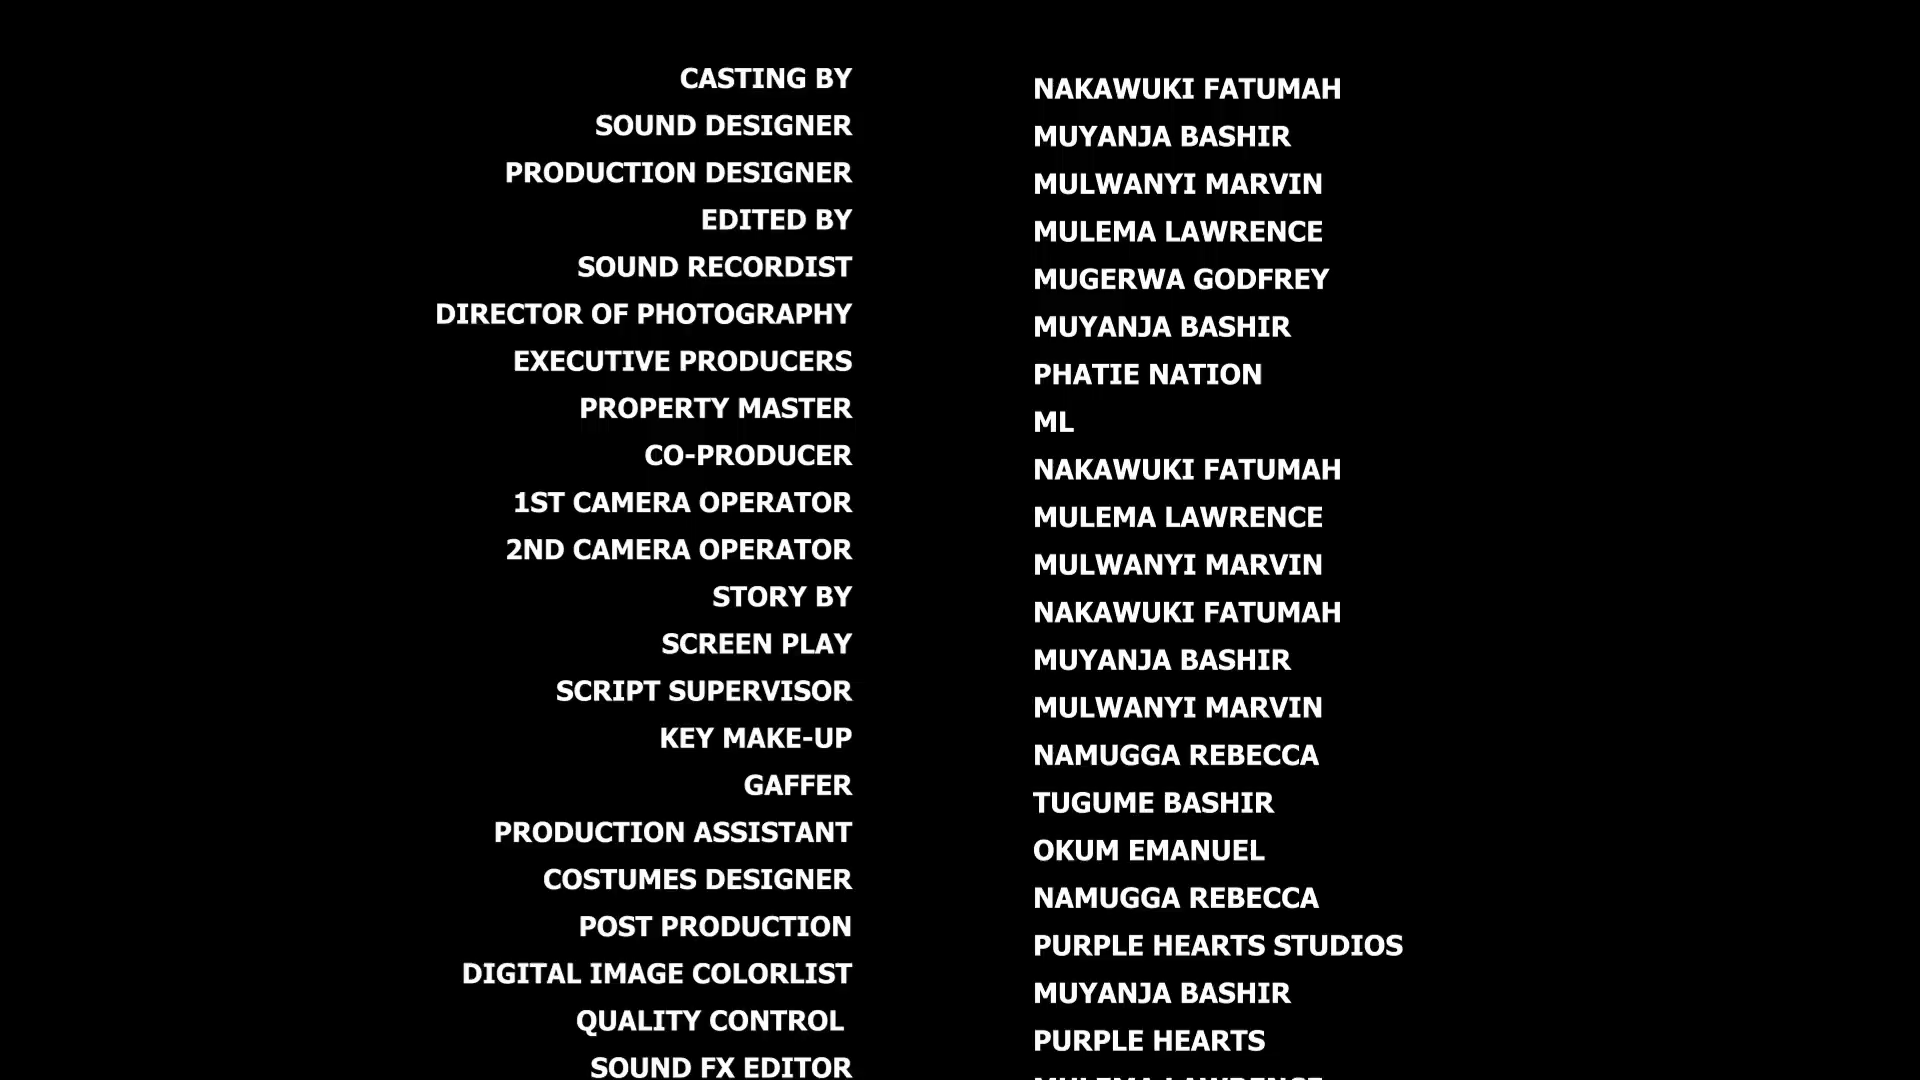 CASTING BY NAKAWUKI FATUMAH
SOUND DESIGNER MUYANJA BASHIR
PRODUCTION DESIGNER MULWANYI MARVIN
EDITED BY MULEMA LAWRENCE
SOUND RECORDIST MUGERWA GODFREY
DIRECTOR OF PHOTOGRAPHY MUYANJA BASHIR
EXECUTIVE PRODUCERS PHATIE NATION
PROPERTY MASTER ML
CO-PRODUCER NAKAWUKI FATUMAH
1ST CAMERA OPERATOR MULEMA LAWRENCE
2ND CAMERA OPERATOR MULWANYI MARVIN
STORY BY NAKAWUKI FATUMAH
SCREEN PLAY MUYANJA BASHIR
SCRIPT SUPERVISOR MULWANYI MARVIN
KEY MAKE-UP NAMUGGA REBECCA
GAFFER TUGUME BASHIR
PRODUCTION ASSISTANT OKUM EMANUEL
COSTUMES DESIGNER NAMUGGA REBECCA
POST PRODUCTION PURPLE HEARTS STUDIOS
DIGITAL IMAGE COLORLIST MUYANJA BASHIR
QUALITY CONTROL PURPLE HEARTS
SOUND FX EDITOR